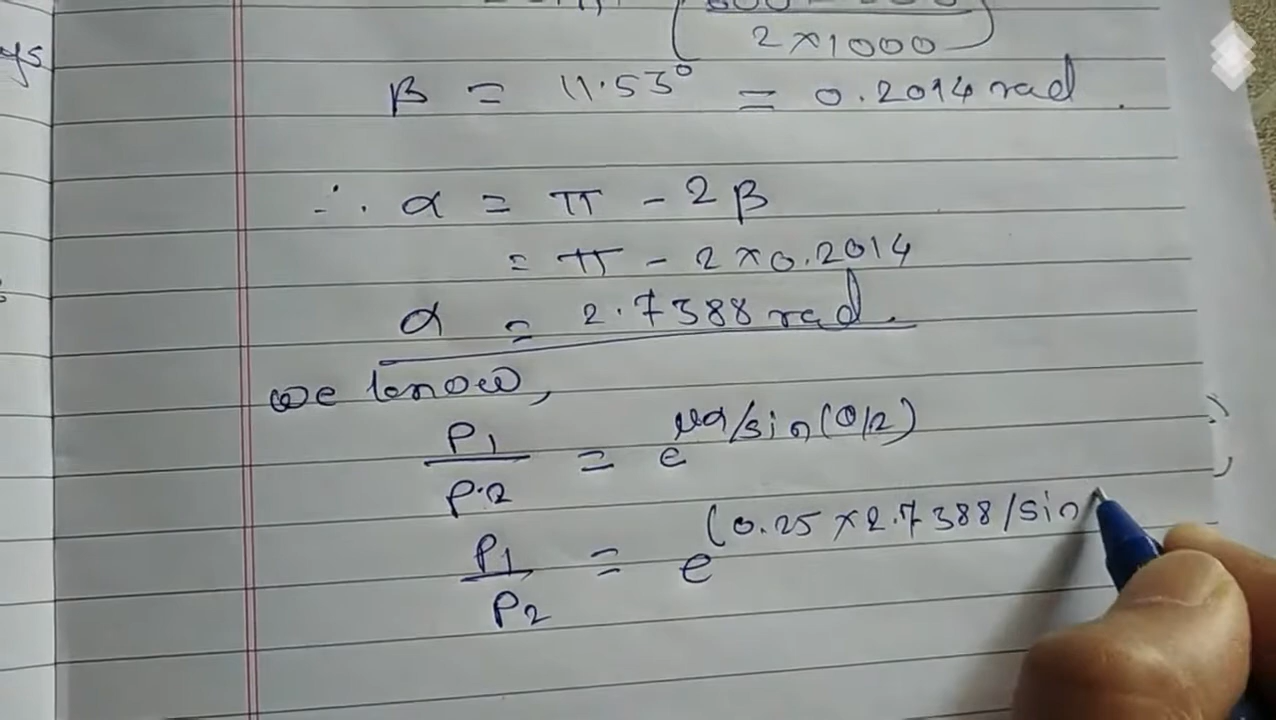 2×1000
ys
β = 11.53° = 0.2014 rad.
∴ α = π - 2β
= π - 2×0.2014
α = 2.7388 rad.
we know,
P1/P2 = e^μα/sin(θ/2)
P1/P2 = e^(0.25×2.7388/sin